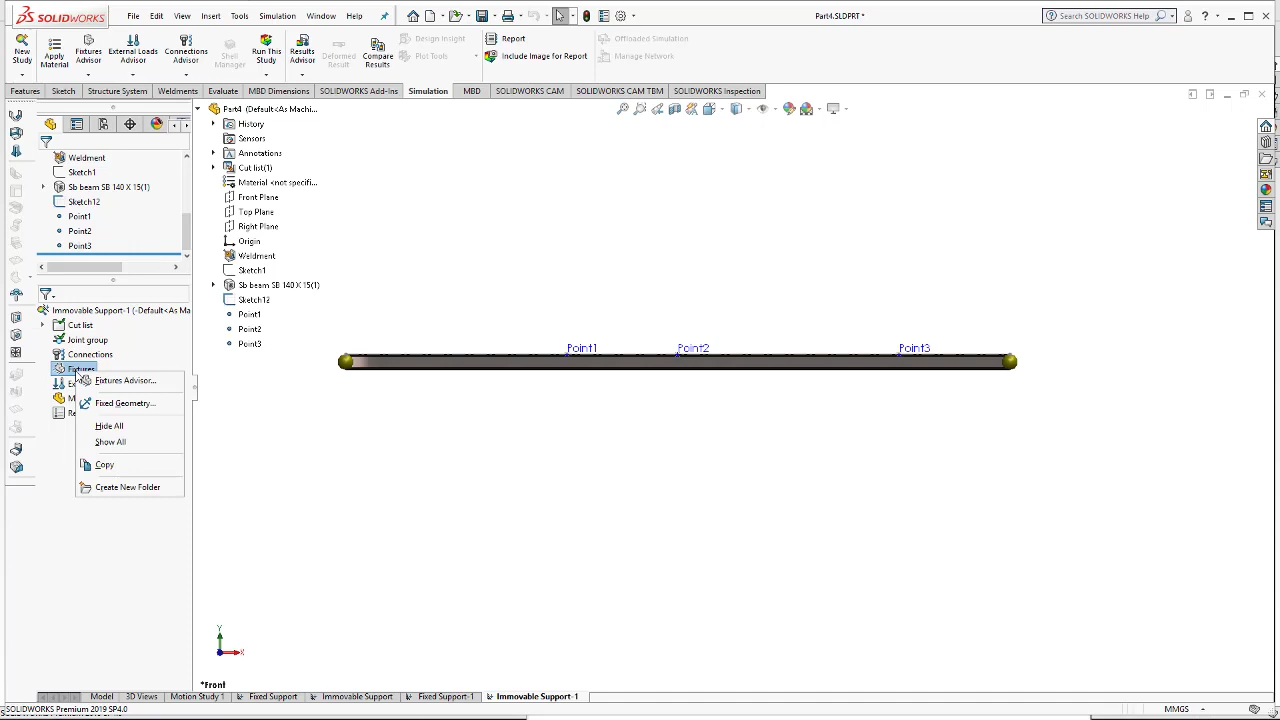 SOLIDWORKS
File Edit View Insert Tools Simulation Window Help
Part4.SLDPRT *
Search SOLIDWORKS Help
New Study
Apply Material
Fixtures Advisor
External Loads Advisor
Connections Advisor
Shell Manager
Run This Study
Results Advisor
Deformed Result
Compare Results
Design Insight
Plot Tools
Report
Include Image for Report
Offloaded Simulation
Manage Network
Features Sketch Structure System Weldments Evaluate MBD Dimensions SOLIDWORKS Add-Ins Simulation MBD SOLIDWORKS CAM SOLIDWORKS CAM TBM SOLIDWORKS Inspection
Weldment
Sketch1
Sb beam SB 140 X 15(1)
Sketch12
Point1
Point2
Point3
Immovable Support-1 (-Default<As Ma
Cut list
Joint group
Connections
Fixtures
Fixtures Advisor...
Fixed Geometry...
Hide All
Show All
Copy
Create New Folder
Part4 (Default<As Machi...
History
Sensors
Annotations
Cut list(1)
Material <not specifi...
Front Plane
Top Plane
Right Plane
Origin
Weldment
Sketch1
Sb beam SB 140 X 15(1)
Sketch12
Point1
Point2
Point3
Point1 Point2 Point3
Y
X
*Front
Model 3D Views Motion Study 1 Fixed Support Immovable Support Fixed Support-1 Immovable Support-1
SOLIDWORKS Premium 2019 SP4.0
MMGS